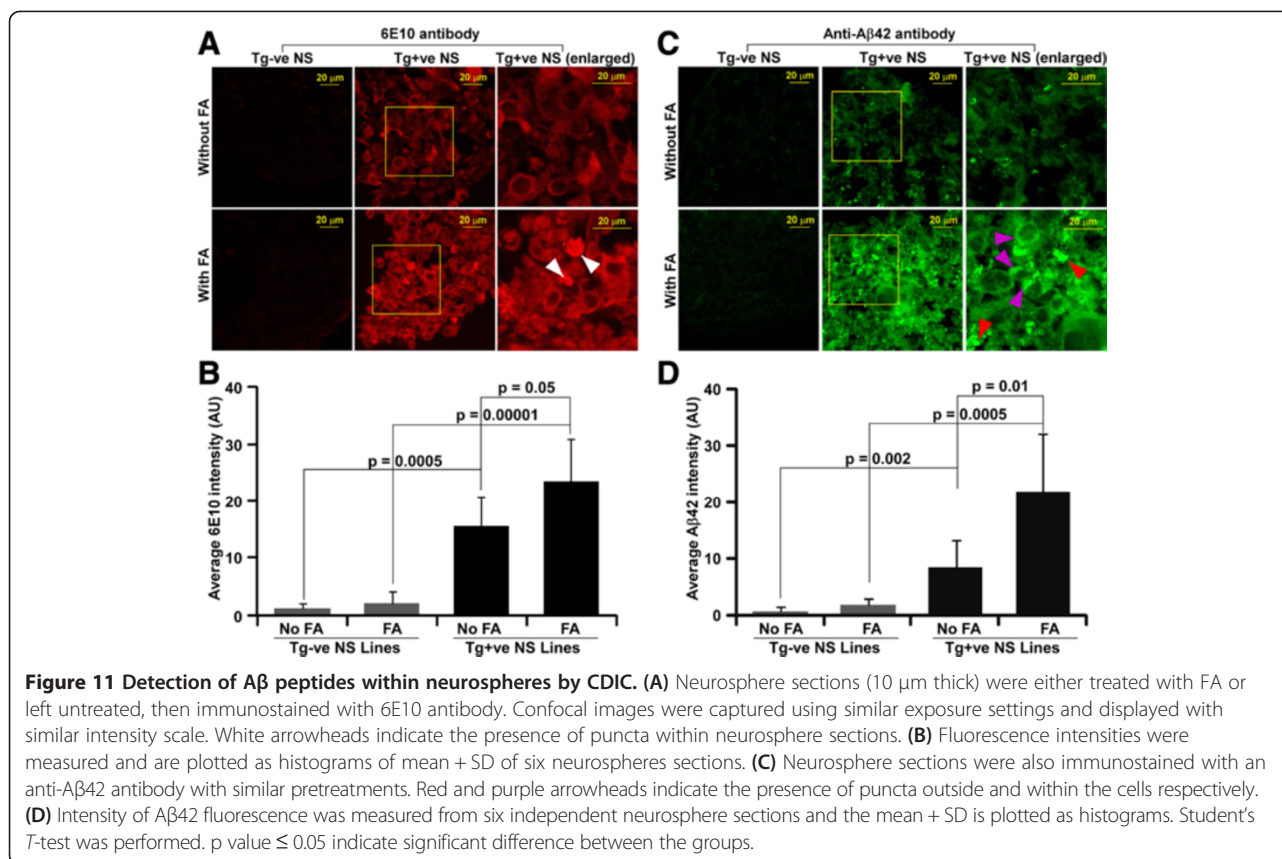 A
6E10 antibody
Tg-ve NS
Tg+ve NS
Tg+ve NS (enlarged)
Without FA
20 µm
20 µm
20 µm
With FA
20 µm
20 µm
20 µm
C
Anti-Aβ42 antibody
Tg-ve NS
Tg+ve NS
Tg+ve NS (enlarged)
Without FA
20 µm
20 µm
20 µm
With FA
20 µm
20 µm
20 µm
B
Average 6E10 intensity (AU)
40
30
20
10
0
p = 0.05
p = 0.00001
p = 0.0005
No FA
FA
No FA
FA
Tg-ve NS Lines
Tg+ve NS Lines
D
Average Aβ42 intensity (AU)
40
30
20
10
0
p = 0.01
p = 0.0005
p = 0.002
No FA
FA
No FA
FA
Tg-ve NS Lines
Tg+ve NS Lines
Figure 11 Detection of Aβ peptides within neurospheres by CDIC. (A) Neurosphere sections (10 µm thick) were either treated with FA or
left untreated, then immunostained with 6E10 antibody. Confocal images were captured using similar exposure settings and displayed with
similar intensity scale. White arrowheads indicate the presence of puncta within neurosphere sections. (B) Fluorescence intensities were
measured and are plotted as histograms of mean + SD of six neurospheres sections. (C) Neurosphere sections were also immunostained with an
anti-Aβ42 antibody with similar pretreatments. Red and purple arrowheads indicate the presence of puncta outside and within the cells respectively.
(D) Intensity of Aβ42 fluorescence was measured from six independent neurosphere sections and the mean + SD is plotted as histograms. Student's
T-test was performed. p value ≤ 0.05 indicate significant difference between the groups.